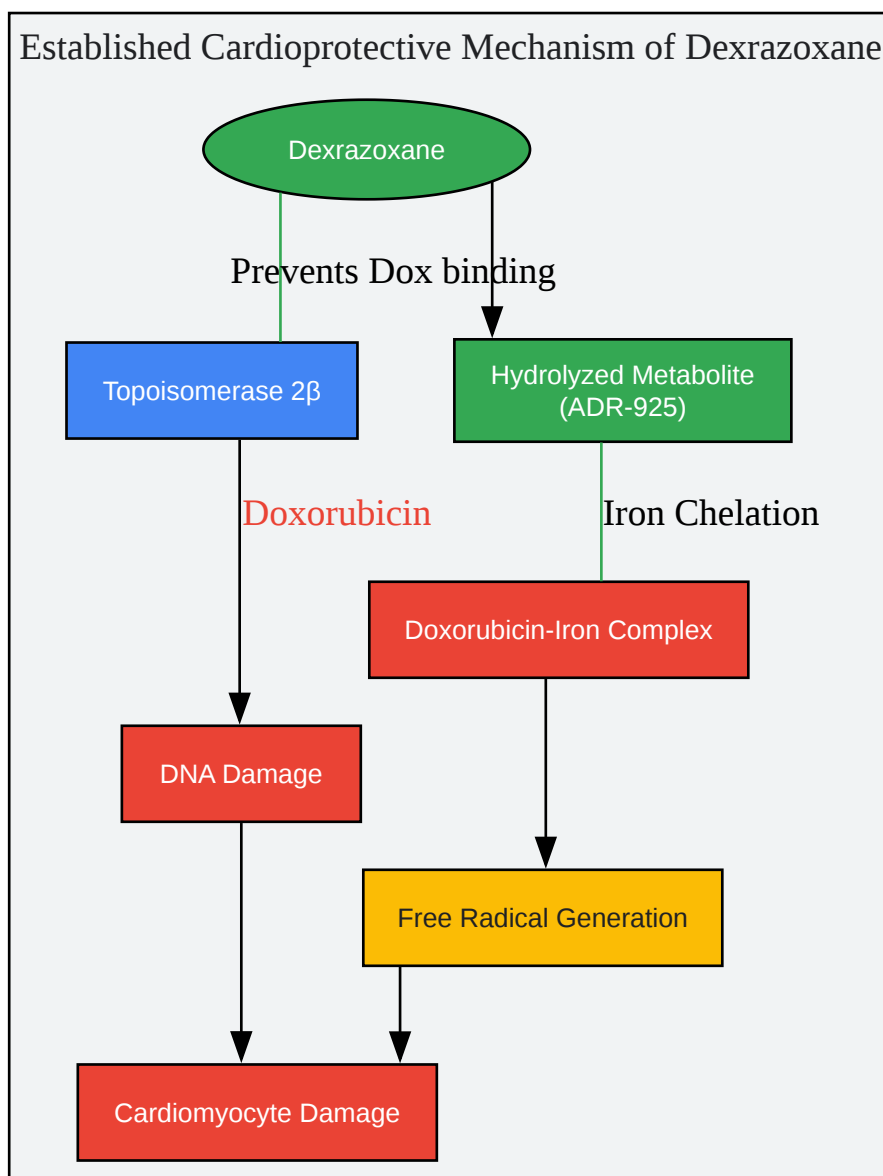 Established Cardioprotective Mechanism of Dexrazoxane
Dexrazoxane
Prevents Dox binding
Topoisomerase 2β
Hydrolyzed Metabolite
(ADR-925)
Doxorubicin
Iron Chelation
Doxorubicin-Iron Complex
DNA Damage
Free Radical Generation
Cardiomyocyte Damage